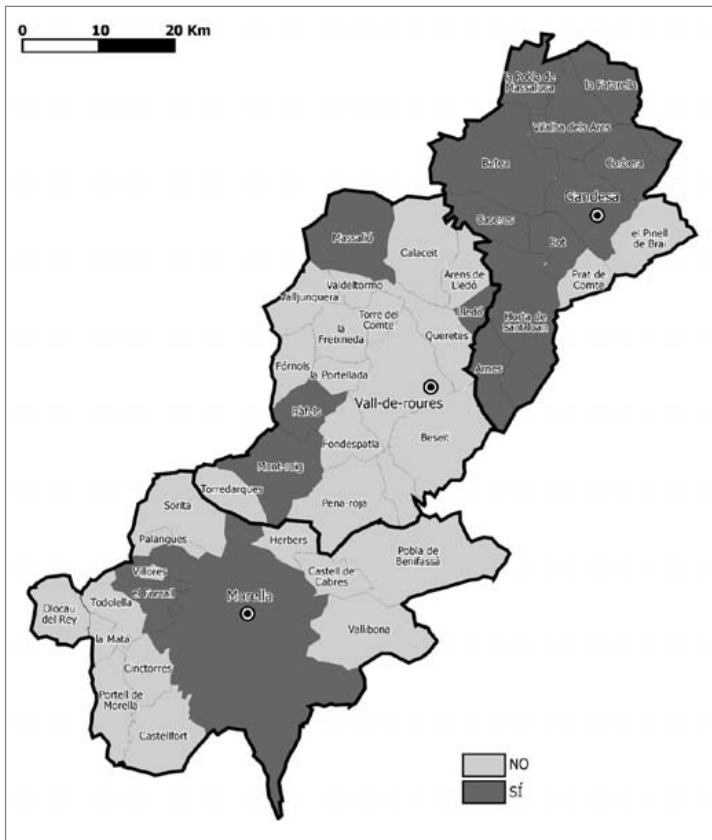 0 10 20 Km
la Pobla de
Massaluca
la Fatarella
Vilalba dels Arcs
Batea
Corbera
Gandesa
Caseres
Bot
el Pinell
de Brai
Prat de
Comte
Massalió
Calaceit
Arens de
Lledó
Valdeltormo
Valljunquera
Torre del
Comte
Lledó
Horta de
Sant Joan
la
Freixneda
Queretes
Fórnols
la Portellada
Arnes
Vall-de-roures
Ràfels
Fondespatla
Beseit
Mont-roig
Torredarques
Pena-roja
Sorita
Palanques
Herbers
Pobla de
Benifassà
Castell de
Cabres
Villores
el Forcall
Morella
Olocau
del Rey
Todolella
Vallibona
la Mata
Cinctorres
Portell de
Morella
Castellfort
NO
SÍ